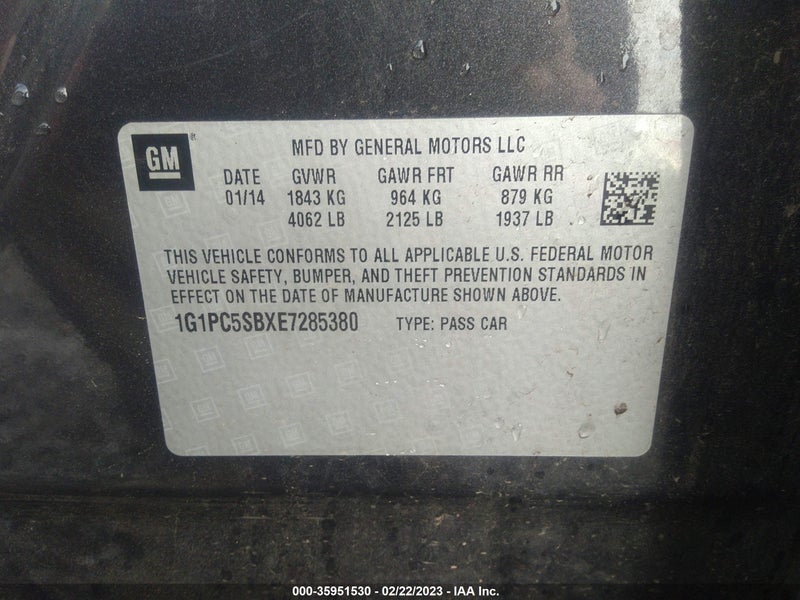 GM
MFD BY GENERAL MOTORS LLC
DATE GVWR GAWR FRT GAWR RR
01/14 1843 KG 964 KG 879 KG
4062 LB 2125 LB 1937 LB
THIS VEHICLE CONFORMS TO ALL APPLICABLE U.S. FEDERAL MOTOR
VEHICLE SAFETY, BUMPER, AND THEFT PREVENTION STANDARDS IN
EFFECT ON THE DATE OF MANUFACTURE SHOWN ABOVE.
1G1PC5SBXE7285380 TYPE: PASS CAR
000-35951530 - 02/22/2023 - IAA Inc.